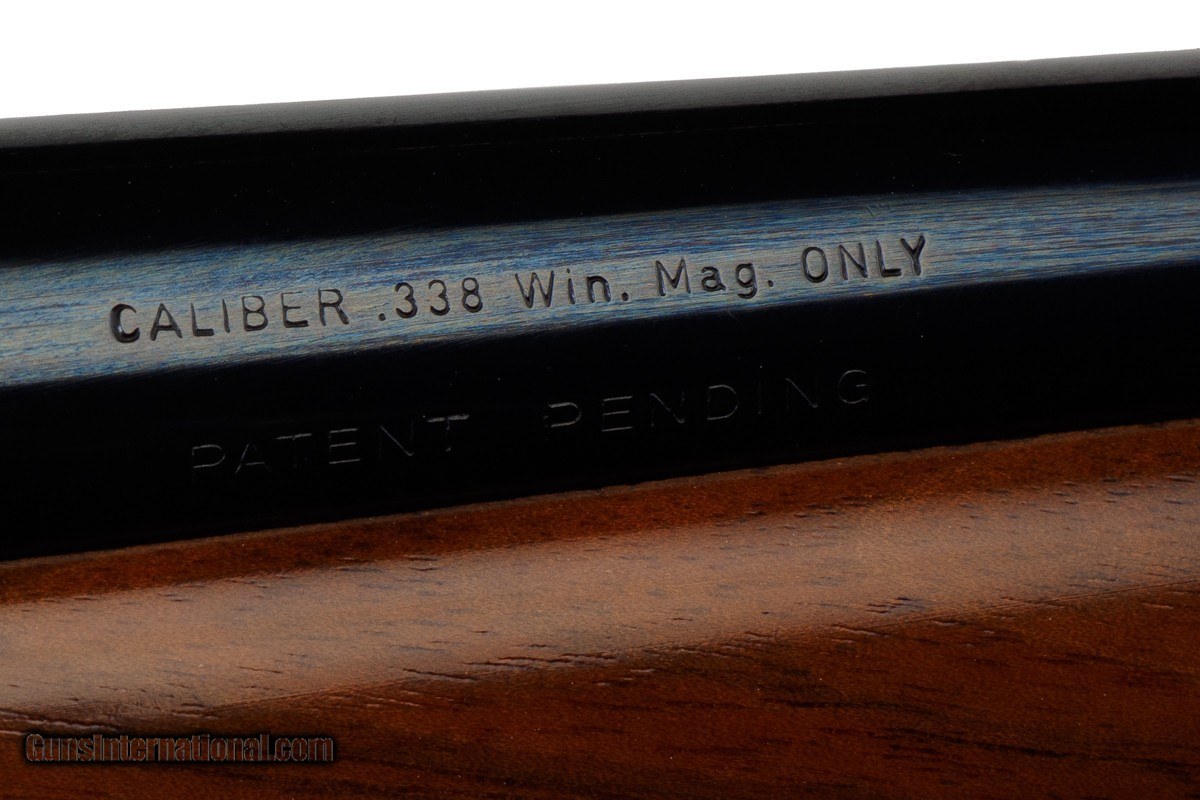 CALIBER .338 Win. Mag. ONLY
PATENT PENDING
GunsInternational.com